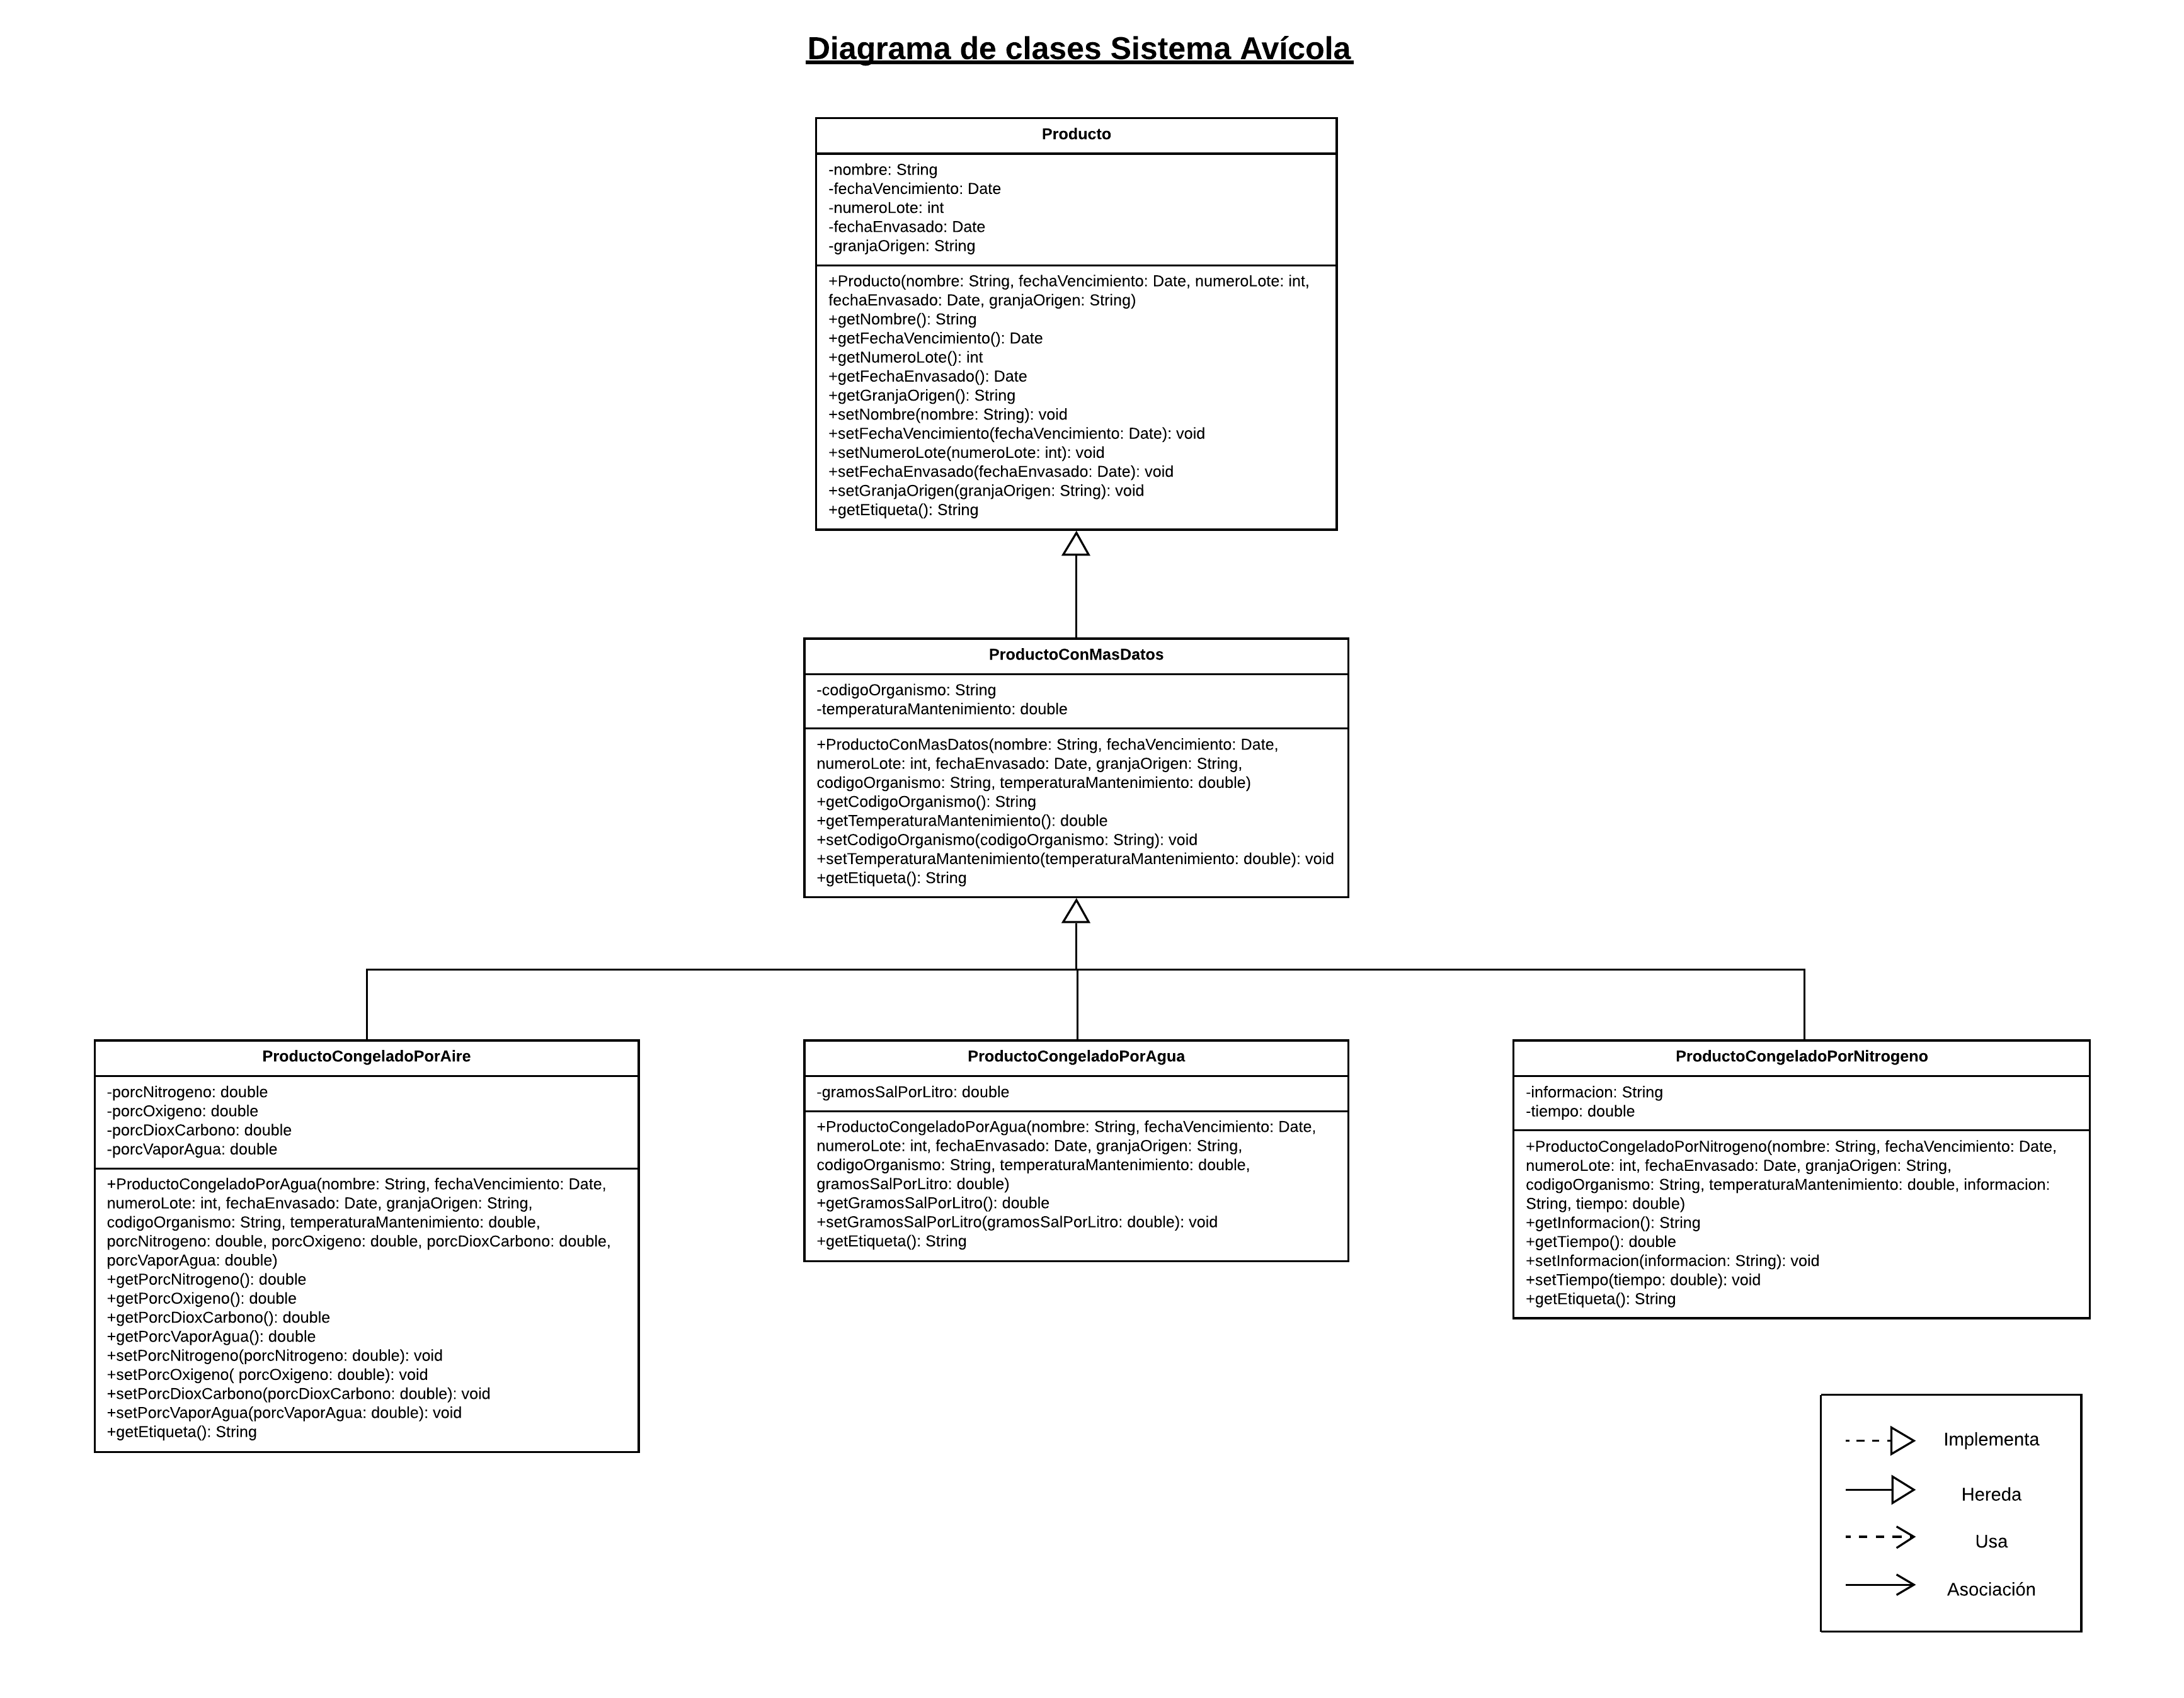 Diagrama de clases Sistema Avícola
Producto
-nombre: String
-fechaVencimiento: Date
-numeroLote: int
-fechaEnvasado: Date
-granjaOrigen: String
+Producto(nombre: String, fechaVencimiento: Date, numeroLote: int,
fechaEnvasado: Date, granjaOrigen: String)
+getNombre(): String
+getFechaVencimiento(): Date
+getNumeroLote(): int
+getFechaEnvasado(): Date
+getGranjaOrigen(): String
+setNombre(nombre: String): void
+setFechaVencimiento(fechaVencimiento: Date): void
+setNumeroLote(numeroLote: int): void
+setFechaEnvasado(fechaEnvasado: Date): void
+setGranjaOrigen(granjaOrigen: String): void
+getEtiqueta(): String
ProductoConMasDatos
-codigoOrganismo: String
-temperaturaMantenimiento: double
+ProductoConMasDatos(nombre: String, fechaVencimiento: Date,
numeroLote: int, fechaEnvasado: Date, granjaOrigen: String,
codigoOrganismo: String, temperaturaMantenimiento: double)
+getCodigoOrganismo(): String
+getTemperaturaMantenimiento(): double
+setCodigoOrganismo(codigoOrganismo: String): void
+setTemperaturaMantenimiento(temperaturaMantenimiento: double): void
+getEtiqueta(): String
ProductoCongeladoPorAire
-porcNitrogeno: double
-porcOxigeno: double
-porcDioxCarbono: double
-porcVaporAgua: double
+ProductoCongeladoPorAgua(nombre: String, fechaVencimiento: Date,
numeroLote: int, fechaEnvasado: Date, granjaOrigen: String,
codigoOrganismo: String, temperaturaMantenimiento: double,
porcNitrogeno: double, porcOxigeno: double, porcDioxCarbono: double,
porcVaporAgua: double)
+getPorcNitrogeno(): double
+getPorcOxigeno(): double
+getPorcDioxCarbono(): double
+getPorcVaporAgua(): double
+setPorcNitrogeno(porcNitrogeno: double): void
+setPorcOxigeno( porcOxigeno: double): void
+setPorcDioxCarbono(porcDioxCarbono: double): void
+setPorcVaporAgua(porcVaporAgua: double): void
+getEtiqueta(): String
ProductoCongeladoPorAgua
-gramosSalPorLitro: double
+ProductoCongeladoPorAgua(nombre: String, fechaVencimiento: Date,
numeroLote: int, fechaEnvasado: Date, granjaOrigen: String,
codigoOrganismo: String, temperaturaMantenimiento: double,
gramosSalPorLitro: double)
+getGramosSalPorLitro(): double
+setGramosSalPorLitro(gramosSalPorLitro: double): void
+getEtiqueta(): String
ProductoCongeladoPorNitrogeno
-informacion: String
-tiempo: double
+ProductoCongeladoPorNitrogeno(nombre: String, fechaVencimiento: Date,
numeroLote: int, fechaEnvasado: Date, granjaOrigen: String,
codigoOrganismo: String, temperaturaMantenimiento: double, informacion:
String, tiempo: double)
+getInformacion(): String
+getTiempo(): double
+setInformacion(informacion: String): void
+setTiempo(tiempo: double): void
+getEtiqueta(): String
Implementa
Hereda
Usa
Asociación